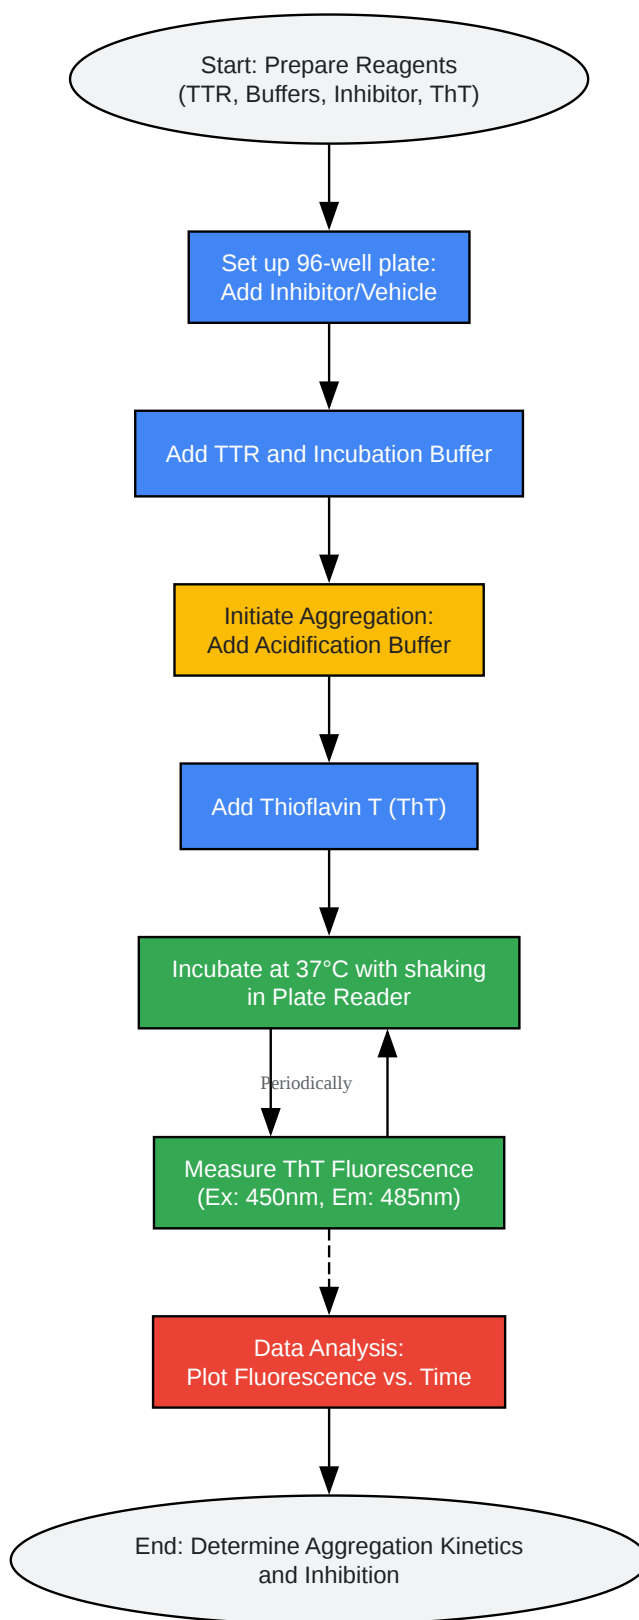 Start: Prepare Reagents
(TTR, Buffers, Inhibitor, ThT)
Set up 96-well plate:
Add Inhibitor/Vehicle
Add TTR and Incubation Buffer
Initiate Aggregation:
Add Acidification Buffer
Add Thioflavin T (ThT)
Incubate at 37°C with shaking
in Plate Reader
Periodically
Measure ThT Fluorescence
(Ex: 450nm, Em: 485nm)
Data Analysis:
Plot Fluorescence vs. Time
End: Determine Aggregation Kinetics
and Inhibition